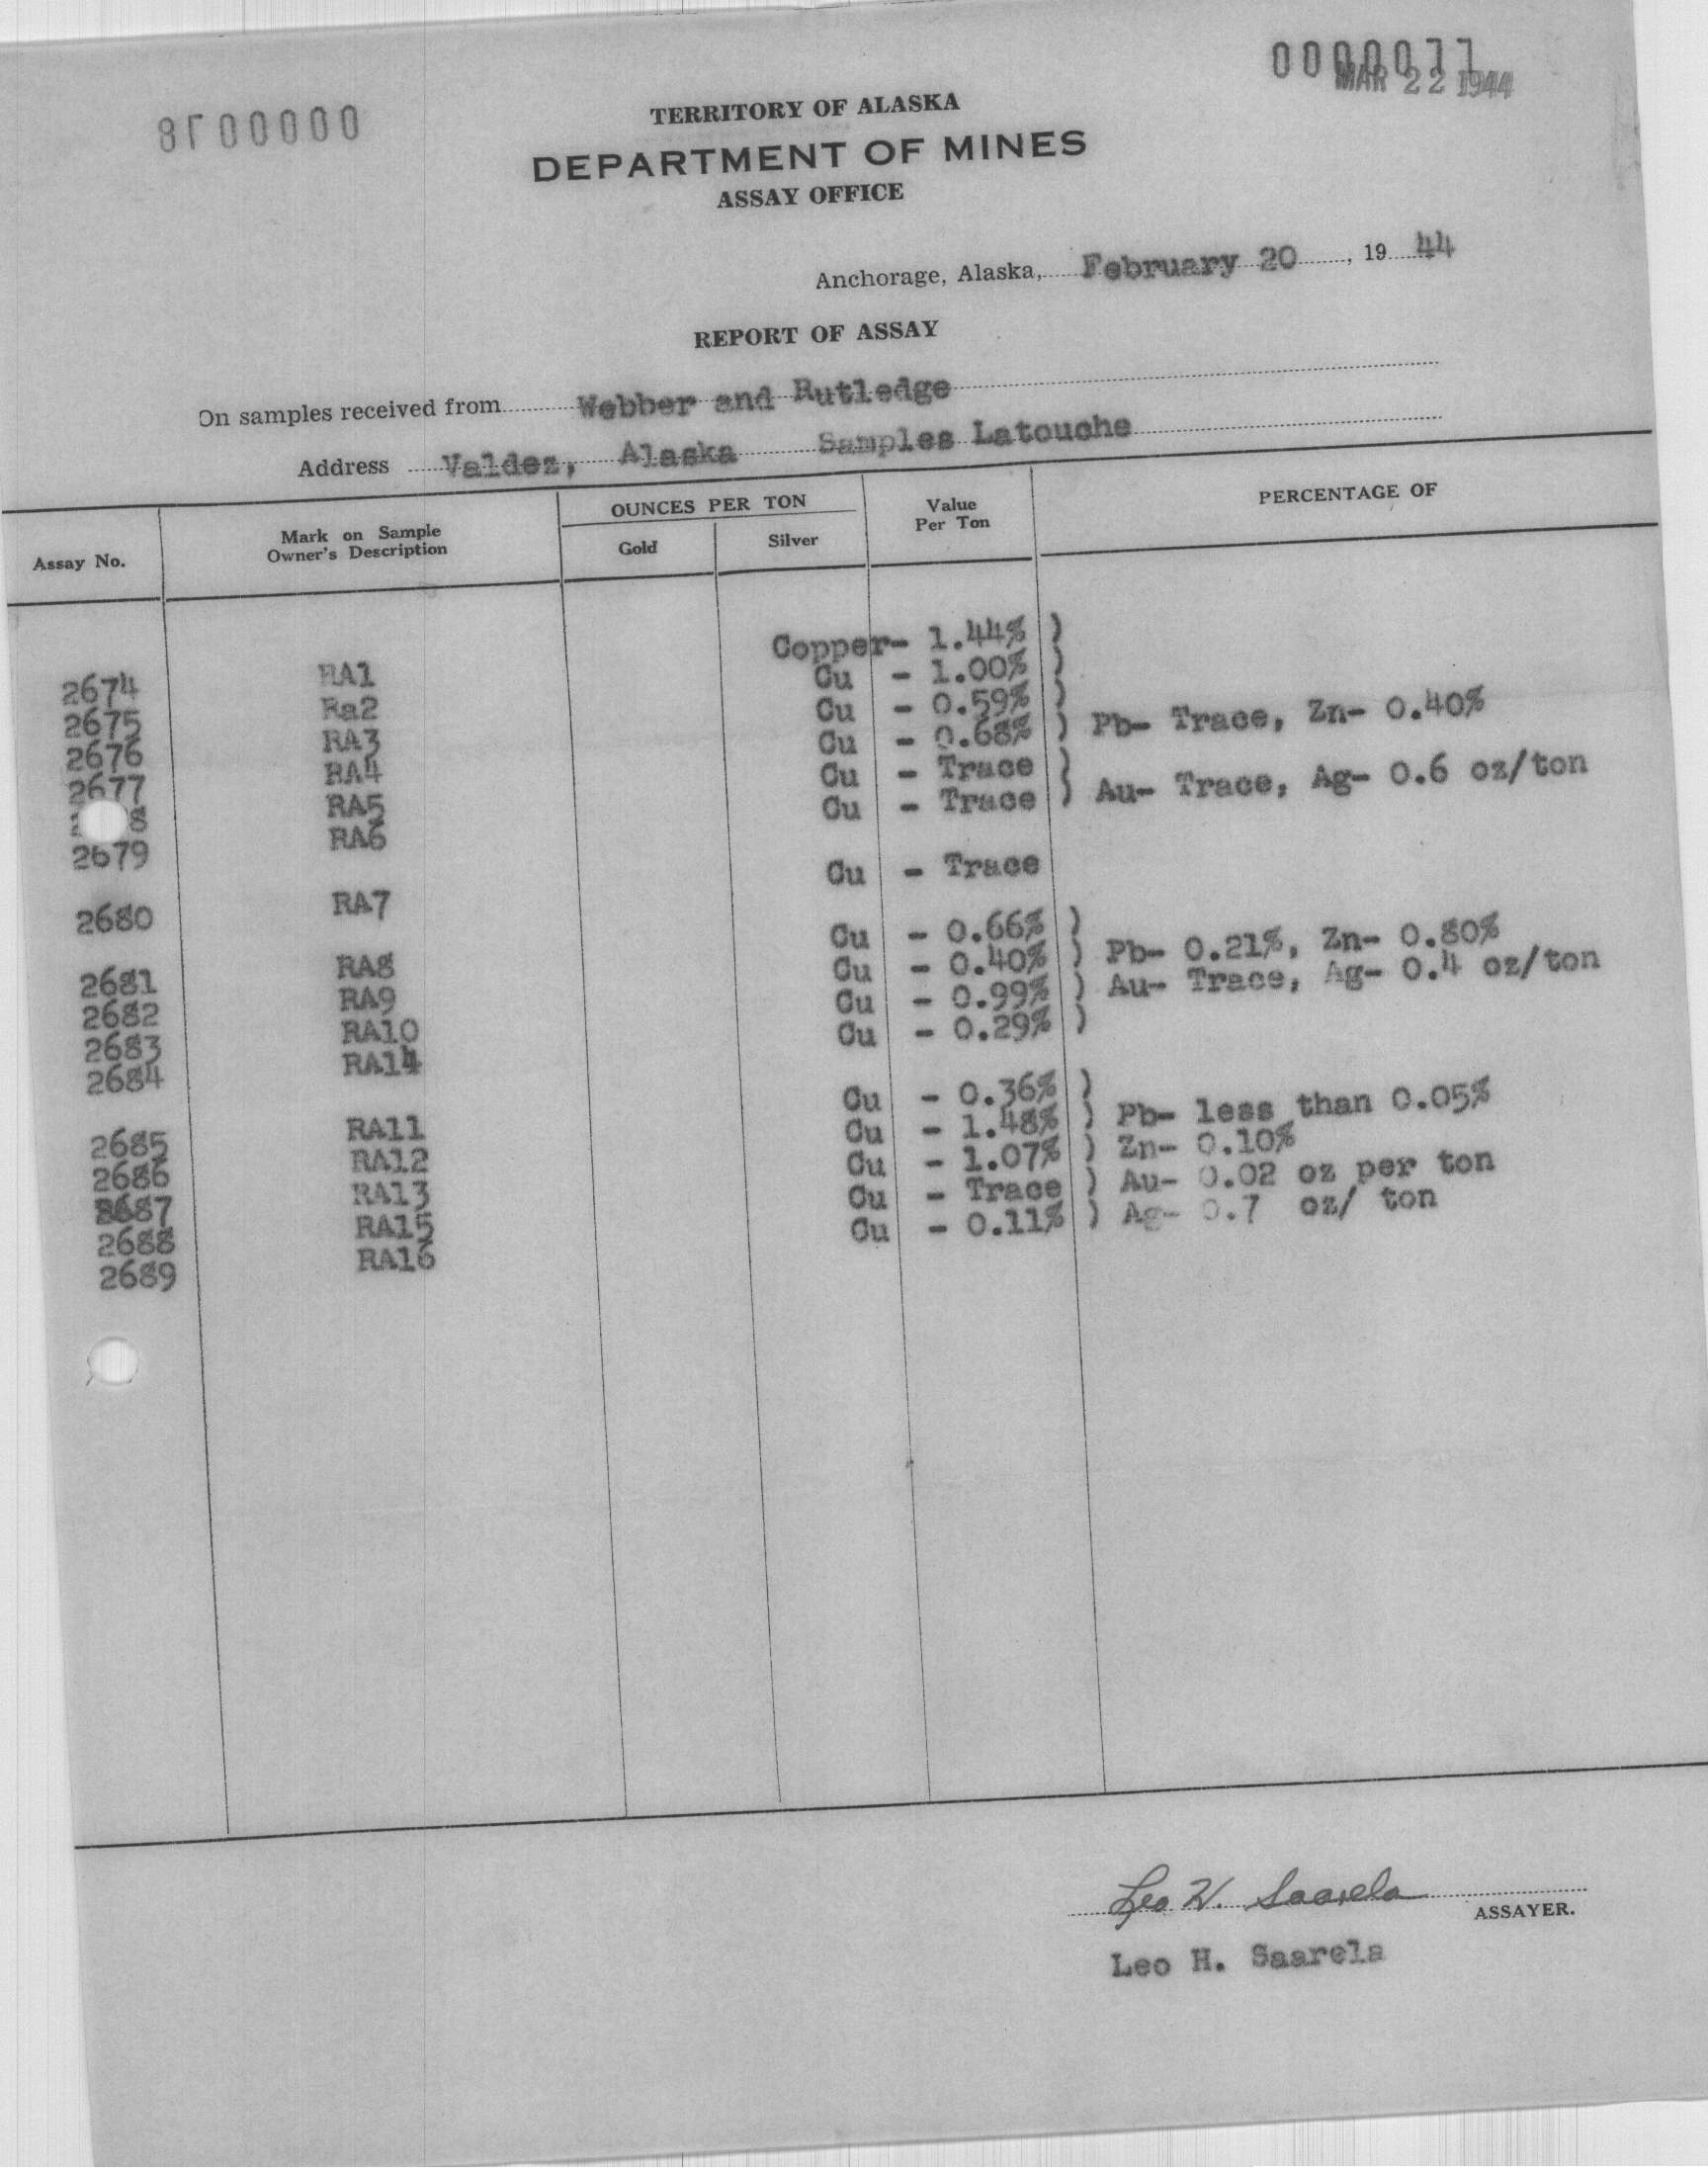 0000011
MAR 22 1944
TERRITORY OF ALASKA
DEPARTMENT OF MINES
ASSAY OFFICE
Anchorage, Alaska, February 20, 19 44
REPORT OF ASSAY
On samples received from Webber and Rutledge
Address Valdez, Alaska Samples Latouche
Assay No. Mark on Sample Owner's Description OUNCES PER TON Gold Silver Value Per Ton PERCENTAGE OF
2674 RA1 Copper- 1.44% )
2675 Ra2 Cu - 1.00% )
2676 RA3 Cu - 0.59% )
2677 RA4 Cu - 0.68% ) Pb- Trace, Zn- 0.40%
8 RA5 Cu - Trace )
2679 RA6 Cu - Trace ) Au- Trace, Ag- 0.6 oz/ton
2680 RA7 Cu - Trace
2681 RA8 Cu - 0.66% )
2682 RA9 Cu - 0.40% ) Pb- 0.21%, Zn- 0.80%
2683 RA10 Cu - 0.99% ) Au- Trace, Ag- 0.4 oz/ton
2684 RA14 Cu - 0.29% )
2685 RA11 Cu - 0.36% )
2686 RA12 Cu - 1.48% ) Pb- less than 0.05%
2687 RA13 Cu - 1.07% ) Zn- 0.10%
2688 RA15 Cu - Trace ) Au- 0.02 oz per ton
2689 RA16 Cu - 0.11% ) Ag- 0.7 oz/ ton
Leo H. Saarela
ASSAYER.
Leo H. Saarela